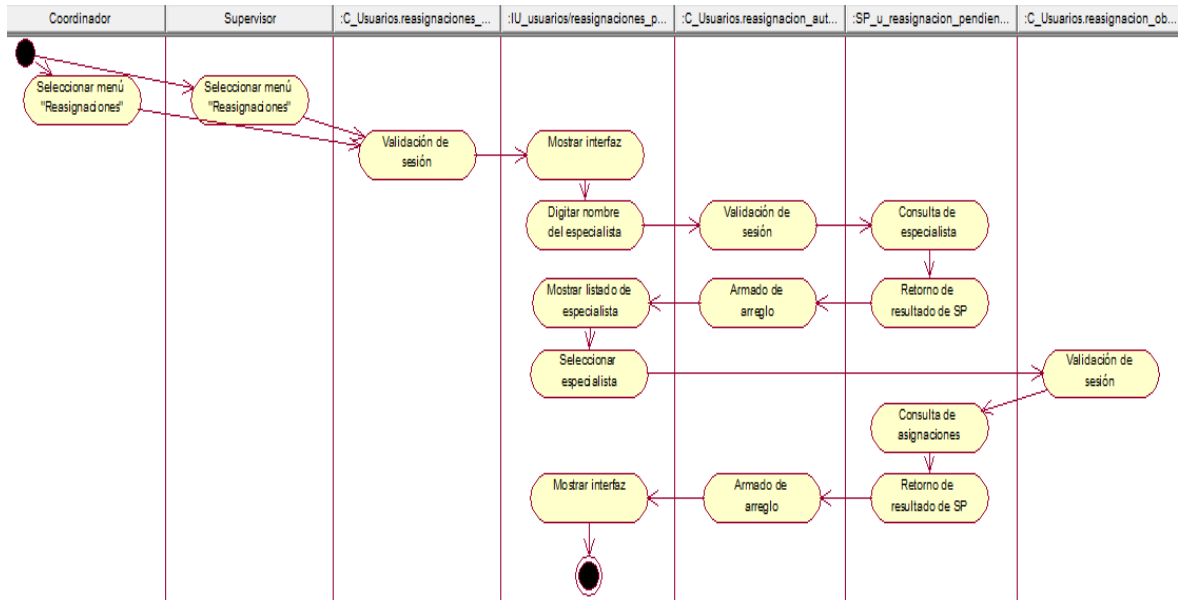 Coordinador
Supervisor
:C_Usuarios.reasignaciones_...
:IU_usuarios/reasignaciones_p...
:C_Usuarios.reasignacion_aut...
:SP_u_reasignacion_pendien...
:C_Usuarios.reasignacion_ob...
Seleccionar menú
"Reasignaciones"
Seleccionar menú
"Reasignaciones"
Validación de
sesión
Mostrar interfaz
Digitar nombre
del especialista
Validación de
sesión
Consulta de
especialista
Mostrar listado de
especialista
Armado de
arreglo
Retorno de
resultado de SP
Seleccionar
especialista
Validación de
sesión
Consulta de
asignaciones
Mostrar interfaz
Armado de
arreglo
Retorno de
resultado de SP